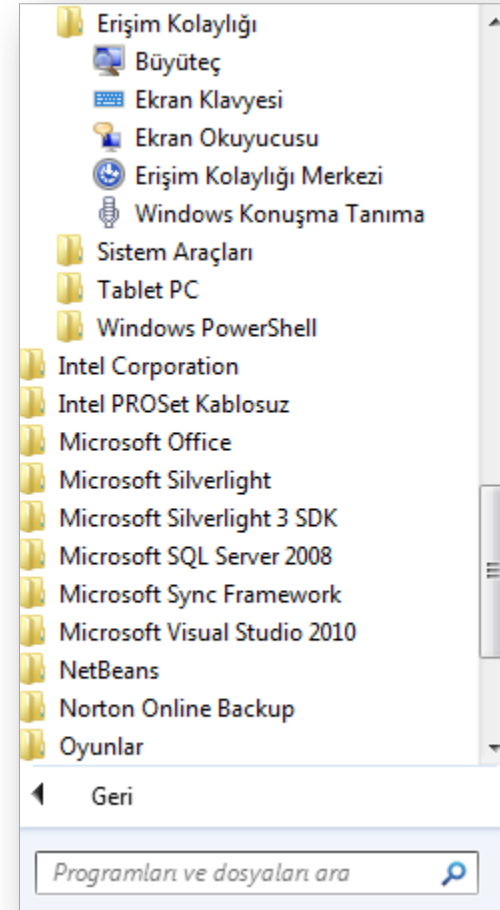 Erişim Kolaylığı
Büyüteç
Ekran Klavyesi
Ekran Okuyucusu
Erişim Kolaylığı Merkezi
Windows Konuşma Tanıma
Sistem Araçları
Tablet PC
Windows PowerShell
Intel Corporation
Intel PROSet Kablosuz
Microsoft Office
Microsoft Silverlight
Microsoft Silverlight 3 SDK
Microsoft SQL Server 2008
Microsoft Sync Framework
Microsoft Visual Studio 2010
NetBeans
Norton Online Backup
Oyunlar
Geri
Programları ve dosyaları ara